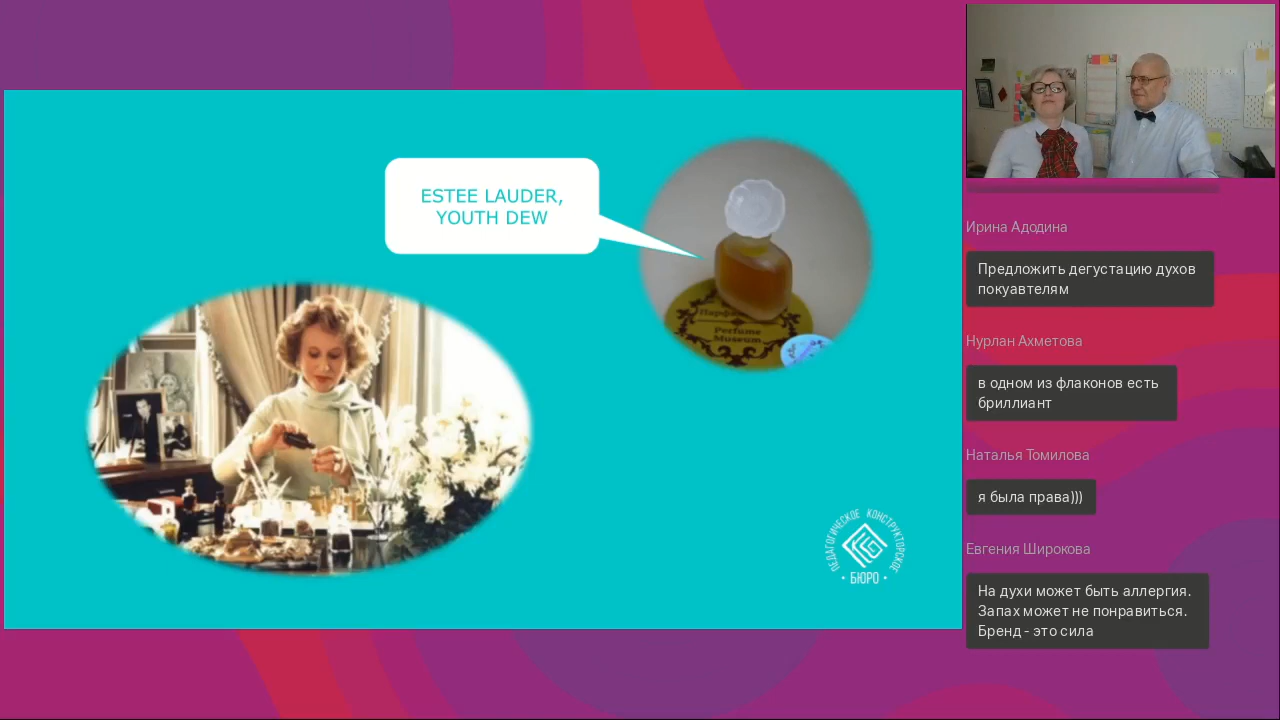 ESTEE LAUDER,
YOUTH DEW
Perfume
Museum
ПЕДАГОГИЧЕСКОЕ КОНСТРУКТОРСКОЕ
• БЮРО •
Ирина Адодина
Предложить дегустацию духов
покуавтелям
Нурлан Ахметова
в одном из флаконов есть
бриллиант
Наталья Томилова
я была права)))
Евгения Широкова
На духи может быть аллергия.
Запах может не понравиться.
Бренд - это сила